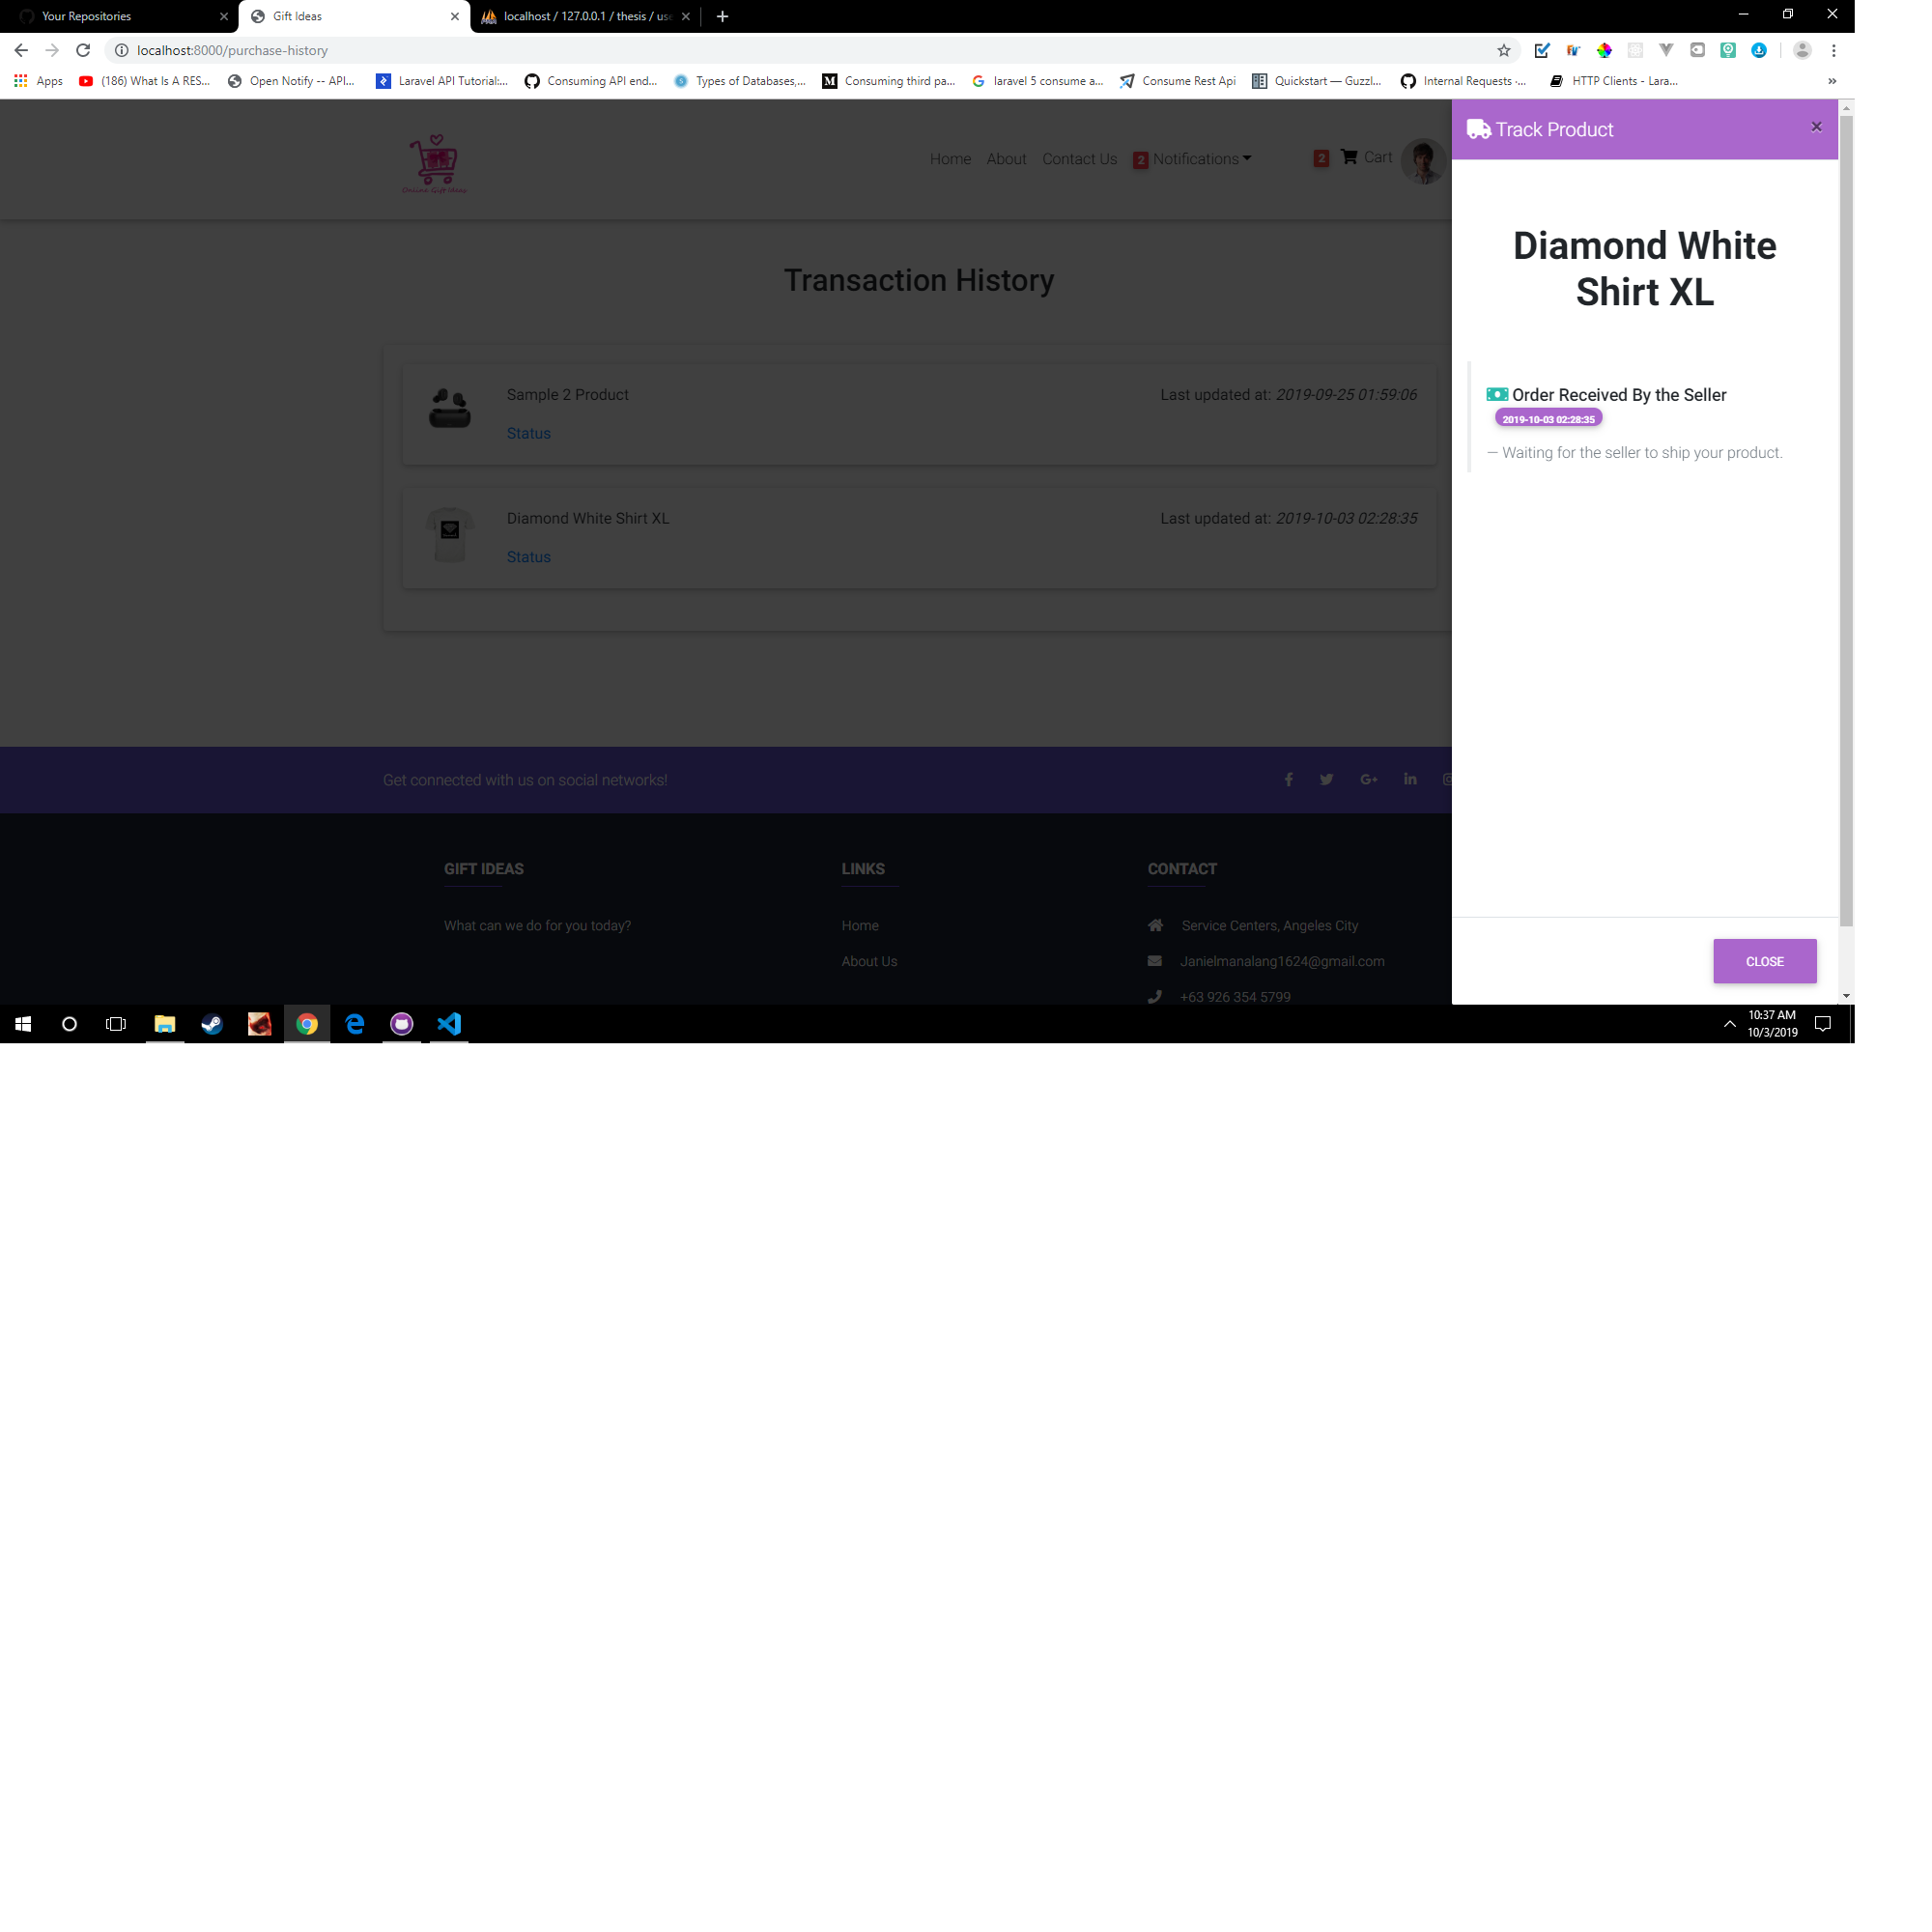 Your Repositories
Gift Ideas
localhost / 127.0.0.1 / thesis / use
localhost:8000/purchase-history
Apps
(186) What Is A RES...
Open Notify -- API...
Laravel API Tutorial:...
Consuming API end...
Types of Databases,...
Consuming third pa...
laravel 5 consume a...
Consume Rest Api
Quickstart — Guzzl...
Internal Requests ·...
HTTP Clients - Lara...
»
Online Gift Ideas
Home
About
Contact Us
2 Notifications
2 Cart
Track Product
×
Diamond White
Shirt XL
Order Received By the Seller
2019-10-03 02:28:35
— Waiting for the seller to ship your product.
CLOSE
Transaction History
Sample 2 Product
Last updated at: 2019-09-25 01:59:06
Status
Diamond White Shirt XL
Last updated at: 2019-10-03 02:28:35
Status
Get connected with us on social networks!
GIFT IDEAS
What can we do for you today?
LINKS
Home
About Us
CONTACT
Service Centers, Angeles City
Janielmanalang1624@gmail.com
+63 926 354 5799
10:37 AM
10/3/2019